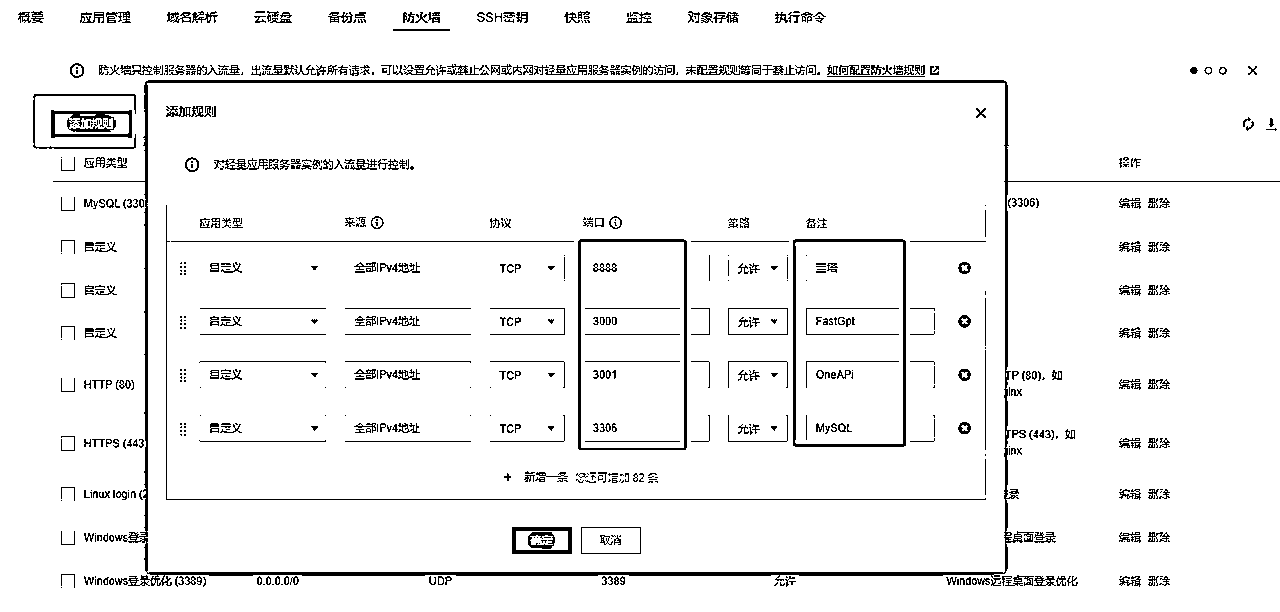 概要 应用管理 域名解析 云硬盘 备份点 防火墙 SSH密钥 快照 监控 对象存储 执行命令
防火墙只控制服务器的入流量，出流量默认允许所有请求，可以设置允许或禁止公网或内网对轻量应用服务器实例的访问，未配置规则等同于禁止访问。如何配置防火墙规则
添加规则
添加规则
对轻量应用服务器实例的入流量进行控制。
应用类型 操作
应用类型 来源 协议 端口 策略 备注
MySQL (330 (3306) 编辑 删除
自定义 编辑 删除
自定义 全部IPv4地址 TCP 8888 允许
自定义 编辑 删除
自定义 全部IPv4地址 TCP 3000 允许 FastGpt
自定义 编辑 删除
自定义 全部IPv4地址 TCP 3001 允许 OneAPi
HTTP (80) TP (80)，如 编辑 删除
inx
自定义 全部IPv4地址 TCP 3306 允许 MySQL
HTTPS (443 TPS (443)，如 编辑 删除
inx
+ 新增一条 您还可增加 82 条
Linux login (2 录 编辑 删除
Windows登录 程桌面登录 编辑 删除
确定 取消
Windows登录优化 (3389) 0.0.0.0/0 UDP 3389 允许 Windows远程桌面登录优化 编辑 删除